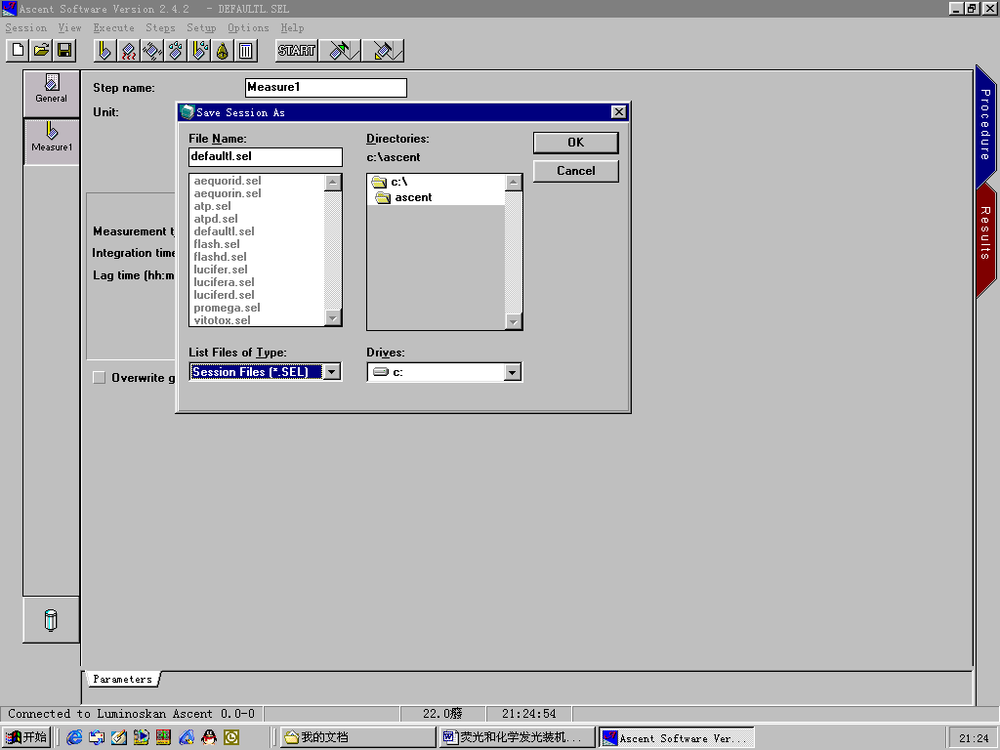 Ascent Software Version 2.4.2 - DEFAULTL.SEL
Session View Execute Steps Setup Options Help
START
General
Measure1
Step name: Measure1
Unit:
Measurement t
Integration time
Lag time (hh:m
Overwrite g
Save Session As
File Name:
defaultl.sel
aequorid.sel
aequorin.sel
atp.sel
atpd.sel
defaultl.sel
flash.sel
flashd.sel
lucifer.sel
lucifera.sel
luciferd.sel
promega.sel
vitotox.sel
List Files of Type:
Session Files (*.SEL)
Directories:
c:\ascent
c:\
ascent
Drives:
c:
OK
Cancel
Procedure
Results
Parameters
Connected to Luminoskan Ascent 0.0-0 22.0癈 21:24:54
开始 我的文档 荧光和化学发光装机... Ascent Software Ver... 21:24